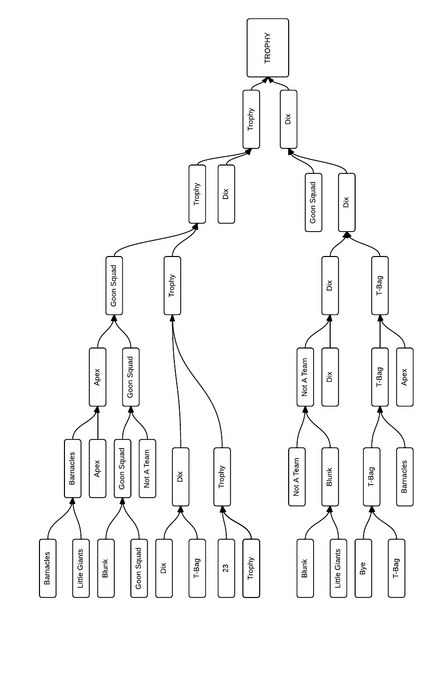 TROPHY
Trophy
Dix
Trophy
Dix
Goon Squad
Dix
Goon Squad
Trophy
Dix
T-Bag
Apex
Goon Squad
Not A Team
Dix
T-Bag
Apex
Barnacles
Apex
Goon Squad
Not A Team
Dix
Trophy
Not A Team
Blunk
T-Bag
Barnacles
Barnacles
Little Giants
Blunk
Goon Squad
Dix
T-Bag
23
Trophy
Blunk
Little Giants
Bye
T-Bag